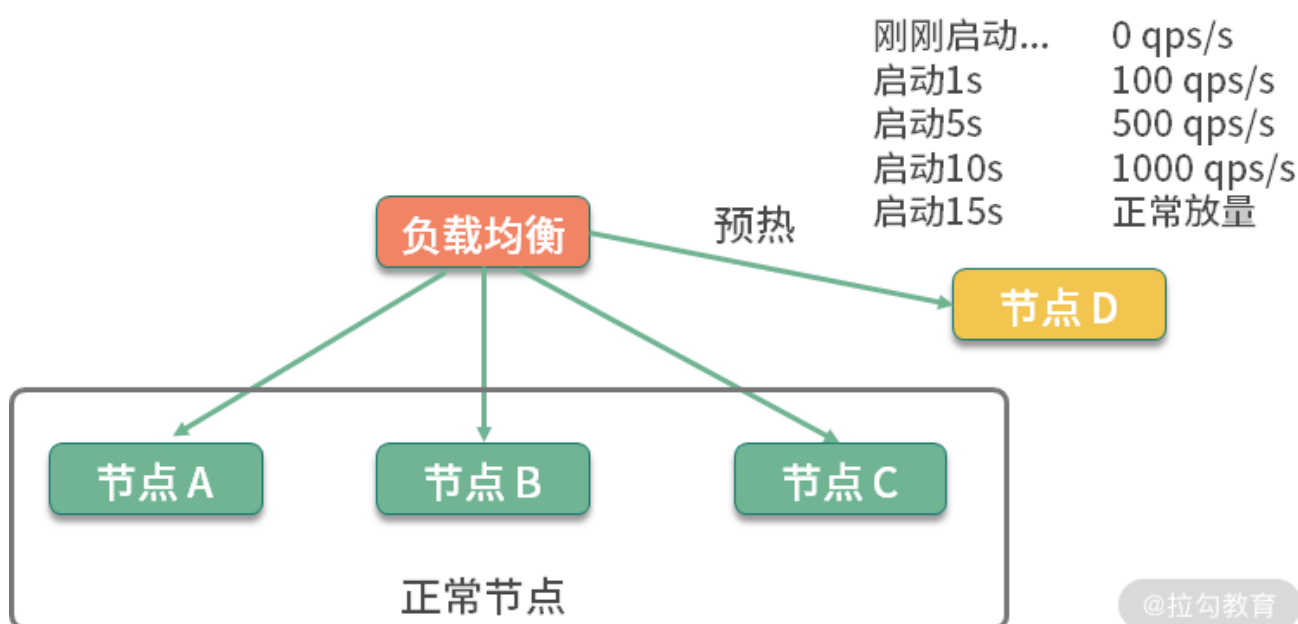 刚刚启动... 0 qps/s
启动1s 100 qps/s
启动5s 500 qps/s
启动10s 1000 qps/s
启动15s 正常放量
负载均衡
预热
节点 D
节点 A
节点 B
节点 C
正常节点
@拉勾教育